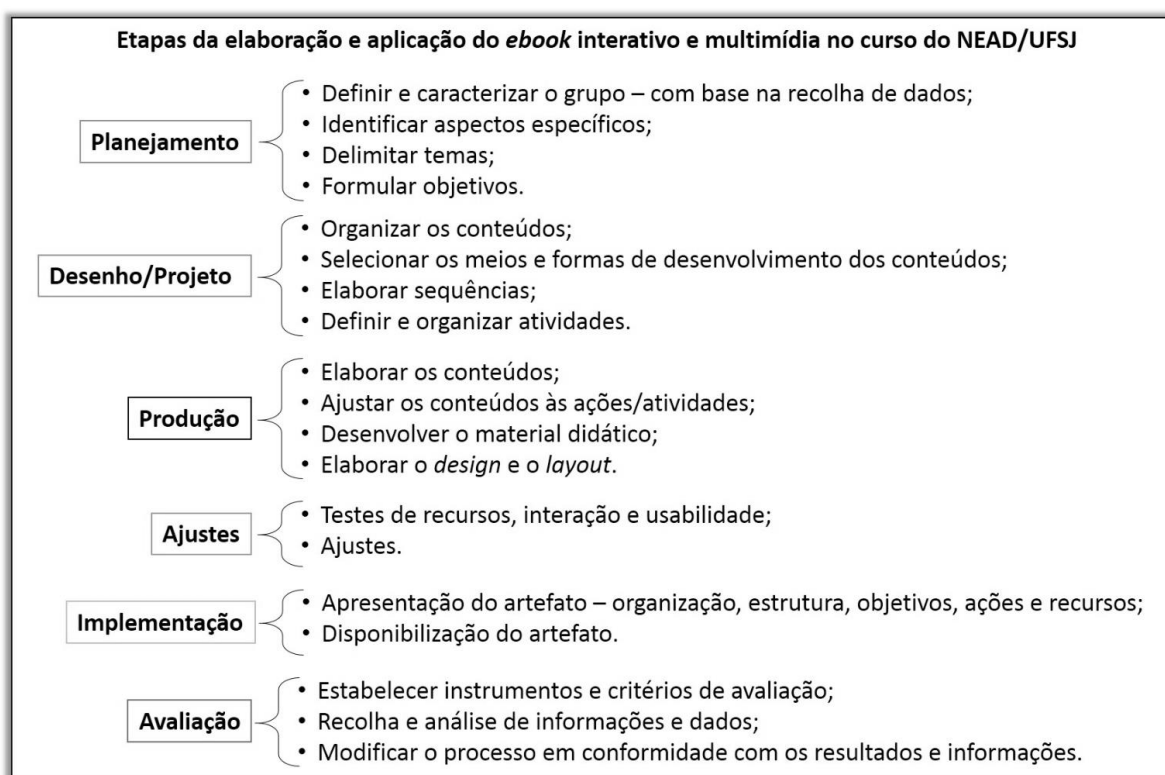 Etapas da elaboração e aplicação do ebook interativo e multimídia no curso do NEAD/UFSJ
Planejamento
• Definir e caracterizar o grupo – com base na recolha de dados;
• Identificar aspectos específicos;
• Delimitar temas;
• Formular objetivos.
Desenho/Projeto
• Organizar os conteúdos;
• Selecionar os meios e formas de desenvolvimento dos conteúdos;
• Elaborar sequências;
• Definir e organizar atividades.
Produção
• Elaborar os conteúdos;
• Ajustar os conteúdos às ações/atividades;
• Desenvolver o material didático;
• Elaborar o design e o layout.
Ajustes
• Testes de recursos, interação e usabilidade;
• Ajustes.
Implementação
• Apresentação do artefato – organização, estrutura, objetivos, ações e recursos;
• Disponibilização do artefato.
Avaliação
• Estabelecer instrumentos e critérios de avaliação;
• Recolha e análise de informações e dados;
• Modificar o processo em conformidade com os resultados e informações.